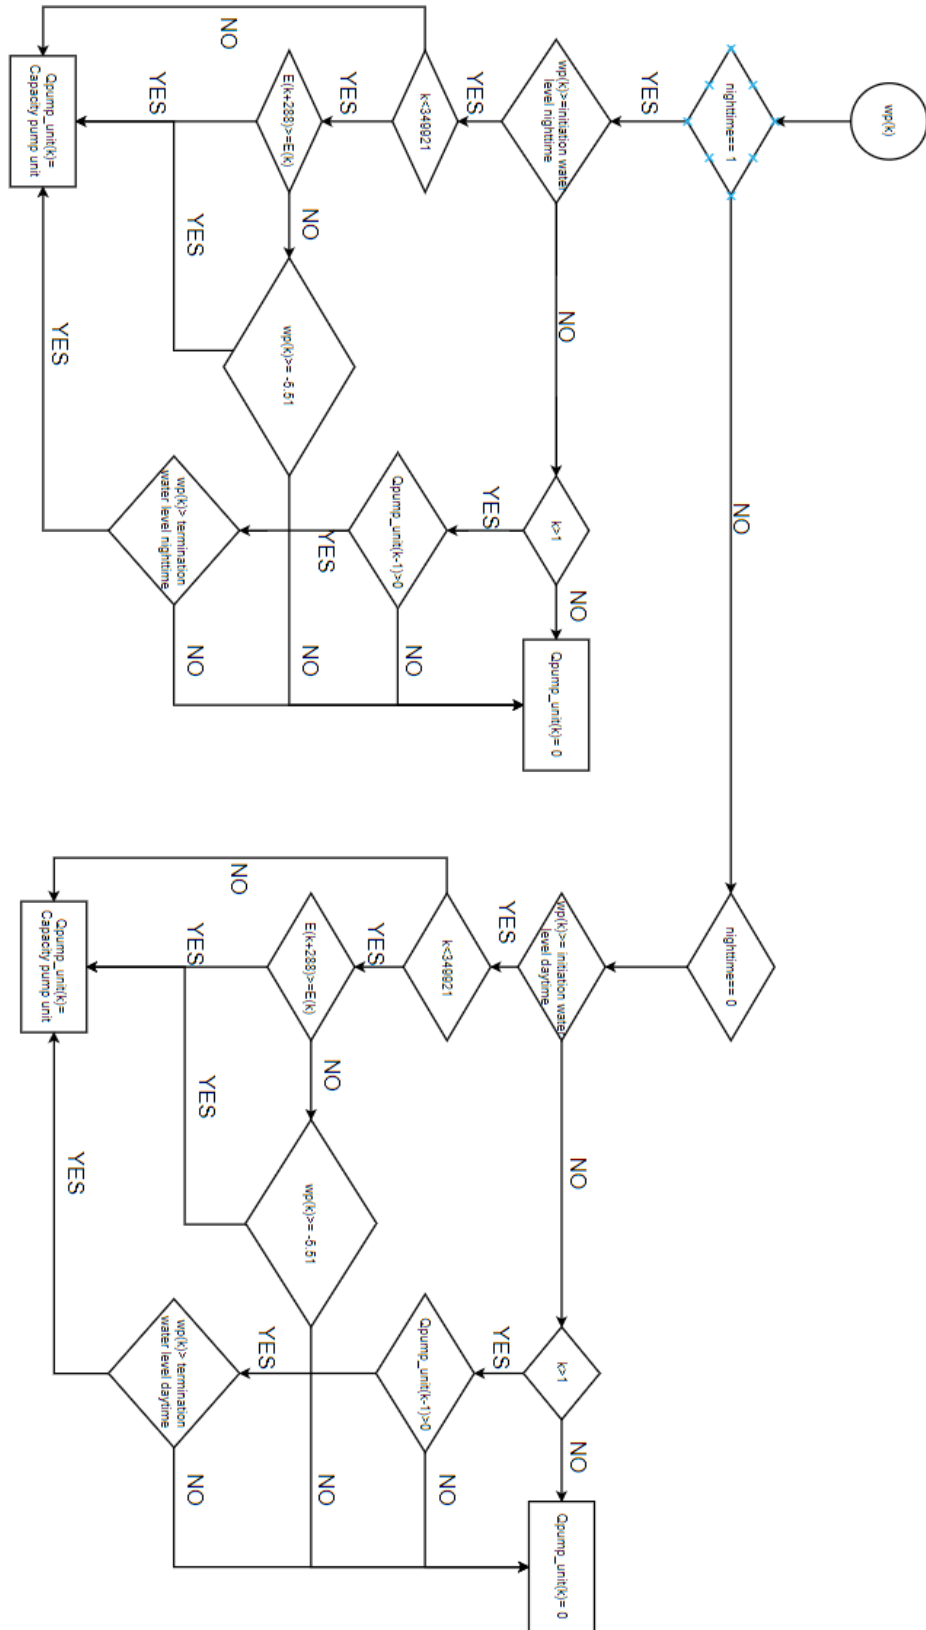 wp(k)
nighttime== 1
YES
NO
wp(k)>=initiation water
level nighttime
YES
NO
k<349921
YES
NO
E(k+288)>=E(k)
YES
NO
wp(k)>= -5.51
YES
NO
k>1
YES
NO
Qpump_unit(k-1)>0
YES
NO
wp(k)> termination
water level nighttime
YES
NO
Qpump_unit(k)=
Capacity pump unit
Qpump_unit(k)= 0
nighttime== 0
wp(k)>= initiation water
level daytime
YES
NO
k<349921
YES
NO
E(k+288)>=E(k)
YES
NO
wp(k)>= -5.51
YES
NO
k>1
YES
NO
Qpump_unit(k-1)>0
YES
NO
wp(k)> termination
water level daytime
YES
NO
Qpump_unit(k)=
Capacity pump unit
Qpump_unit(k)= 0